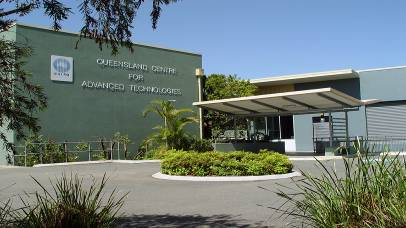 QUEENSLAND CENTRE
FOR
ADVANCED TECHNOLOGIES